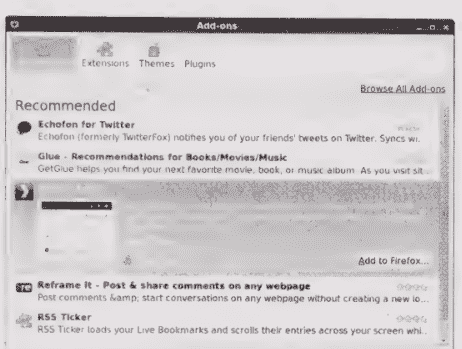 Add-ons
Extensions Themes Plugins
Browse All Add-ons
Recommended
Echofon for Twitter
Echofon (formerly TwitterFox) notifies you of your friends' tweets on Twitter. Syncs wi...
Glue - Recommendations for Books/Movies/Music
GetGlue helps you find your next favorite movie, book, or music album. As you visit sit...
Add to Firefox...
Reframe It - Post & share comments on any webpage
Post comments &amp; start conversations on any webpage without creating a new lo...
RSS Ticker
RSS Ticker loads your Live Bookmarks and scrolls their entries across your screen whi...